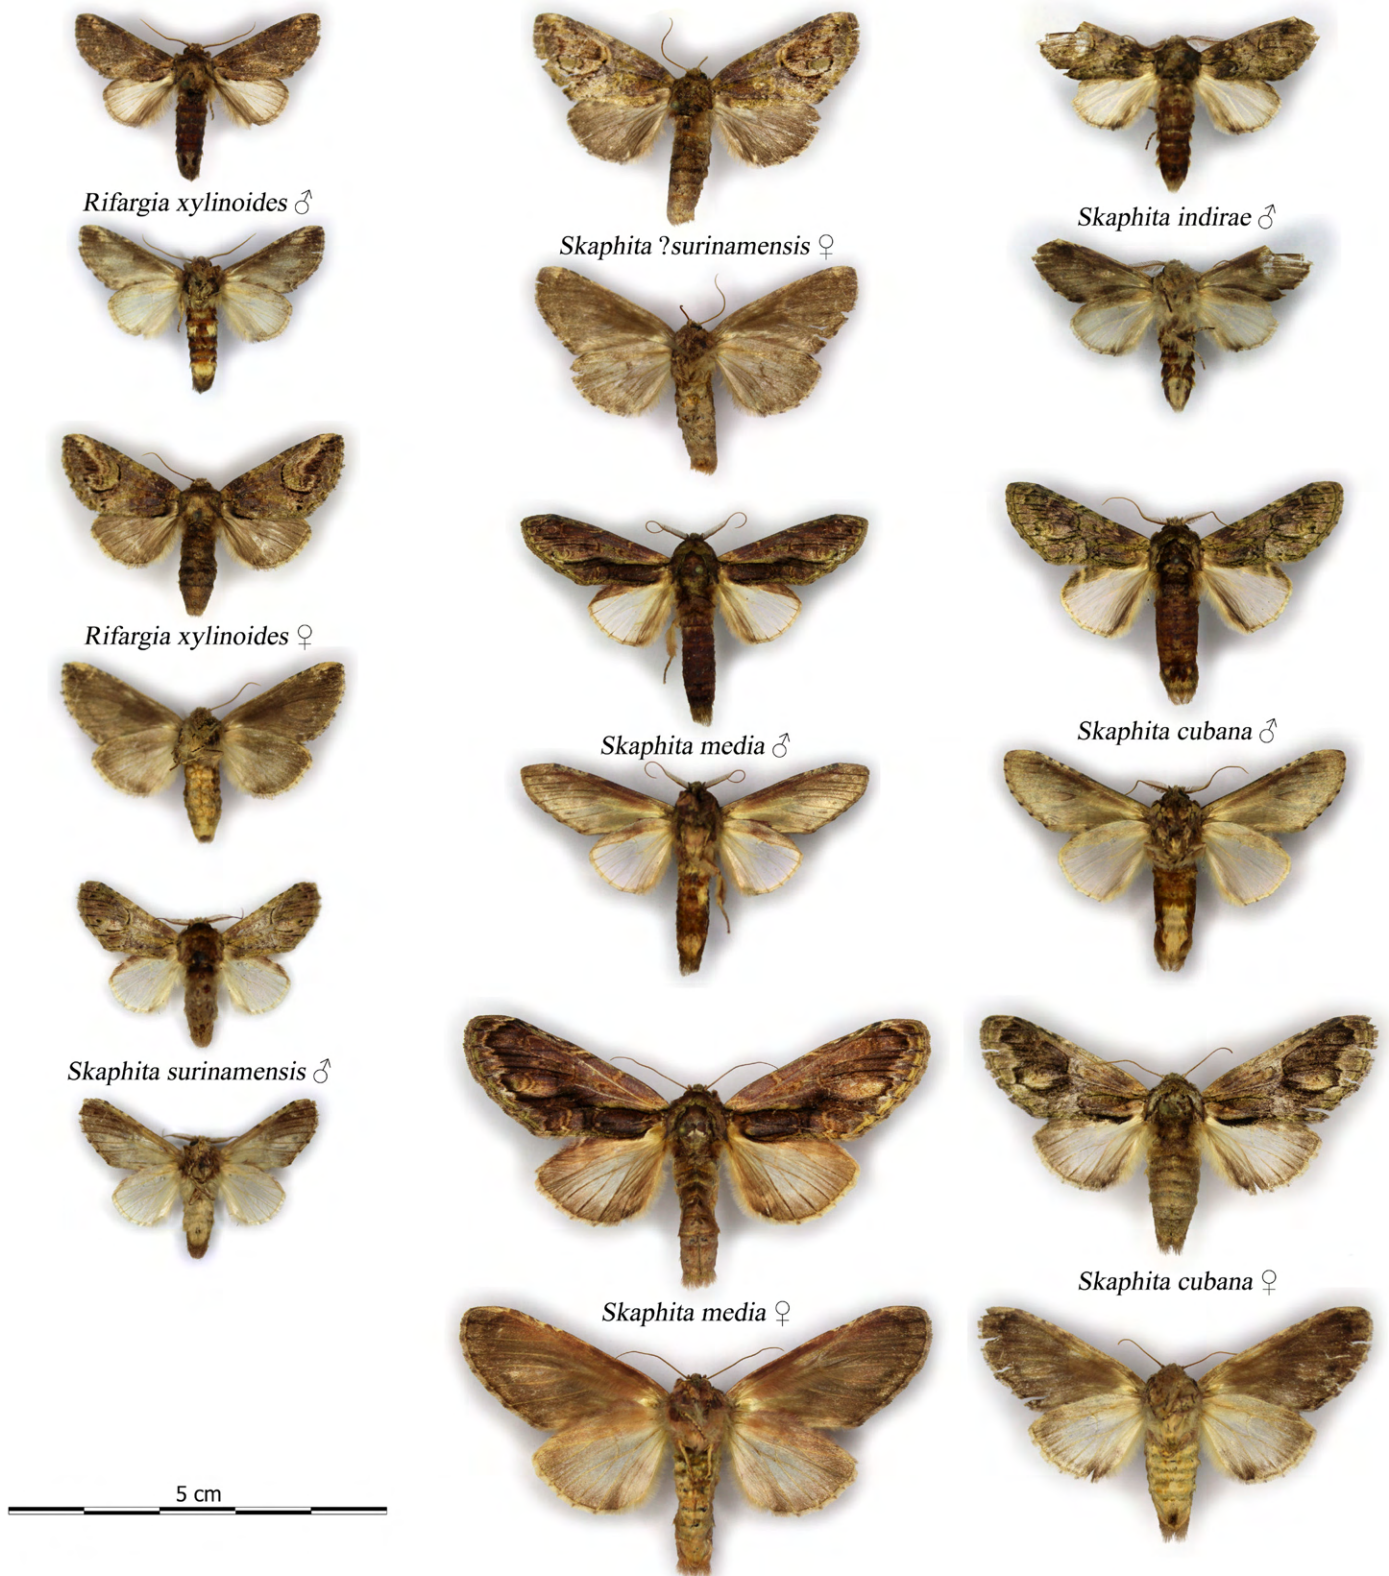 Rifargia xylinoides ♂
Skaphita ?surinamensis ♀
Skaphita indirae ♂
Rifargia xylinoides ♀
Skaphita media ♂
Skaphita cubana ♂
Skaphita surinamensis ♂
Skaphita media ♀
Skaphita cubana ♀
5 cm